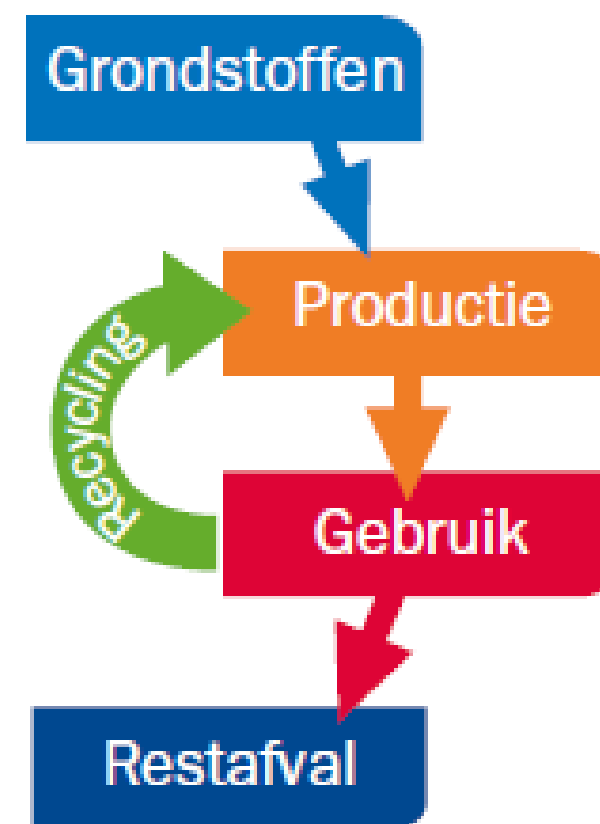 Grondstoffen
Productie
Recycling
Gebruik
Restafval